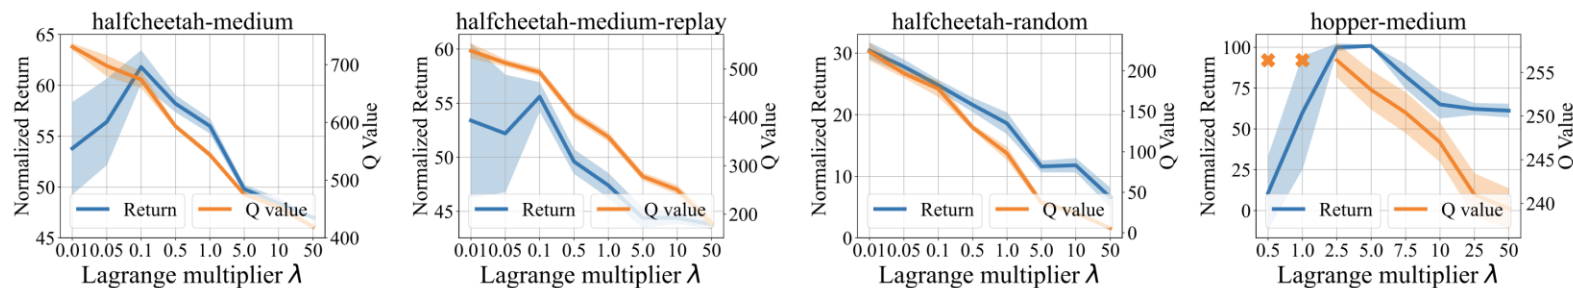 halfcheetah-medium
Normalized Return
65
60
55
50
45
700
600
500
400
Q Value
Return
Q value
0.01 0.05 0.1 0.5 1.0 5.0 10 50
Lagrange multiplier λ
halfcheetah-medium-replay
Normalized Return
60
55
50
45
500
400
300
200
Q Value
Return
Q value
0.01 0.05 0.1 0.5 1.0 5.0 10 50
Lagrange multiplier λ
halfcheetah-random
Normalized Return
30
20
10
0
200
150
100
50
0
Q Value
Return
Q value
0.01 0.05 0.1 0.5 1.0 5.0 10 50
Lagrange multiplier λ
hopper-medium
Normalized Return
100
75
50
25
0
255
250
245
240
Q Value
Return
Q value
0.5 1.0 2.5 5.0 7.5 10 25 50
Lagrange multiplier λ